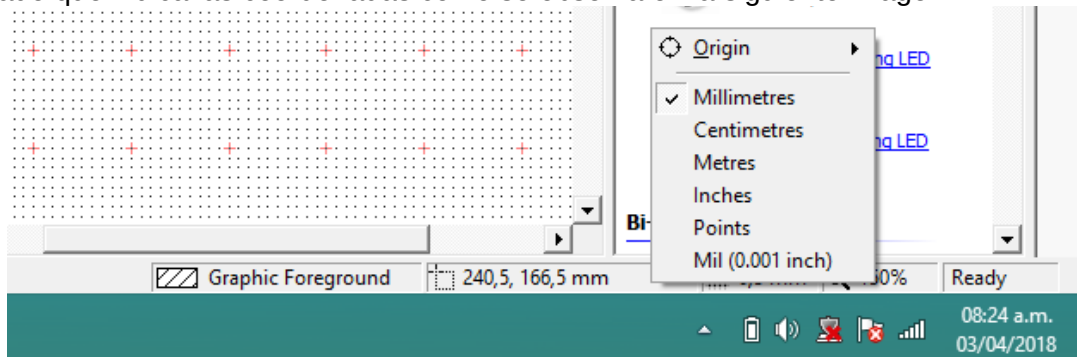 Origin
ng LED
Millimetres
Centimetres
ng LED
Metres
Inches
Bi-
Points
Mil (0.001 inch)
Graphic Foreground
240,5, 166,5 mm
Ready
08:24 a.m.
03/04/2018